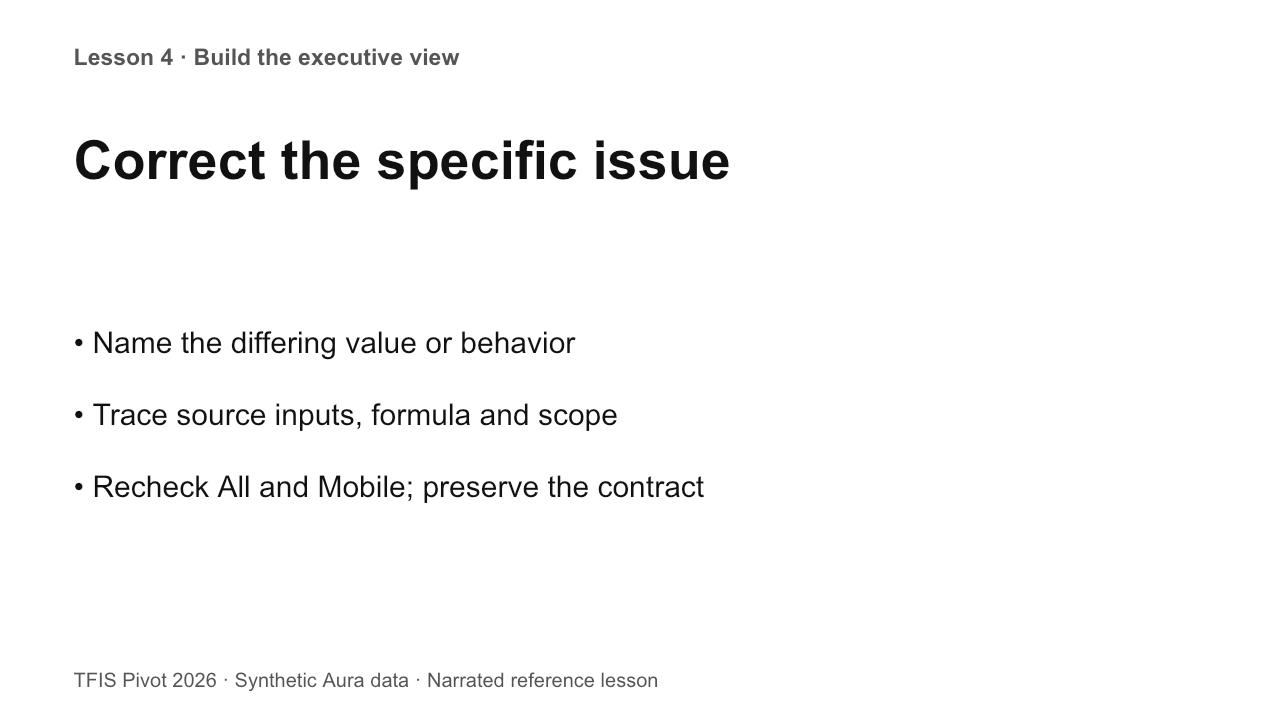 Lesson 4 · Build the executive view
Correct the specific issue
• Name the differing value or behavior
• Trace source inputs, formula and scope
• Recheck All and Mobile; preserve the contract
TFIS Pivot 2026 · Synthetic Aura data · Narrated reference lesson